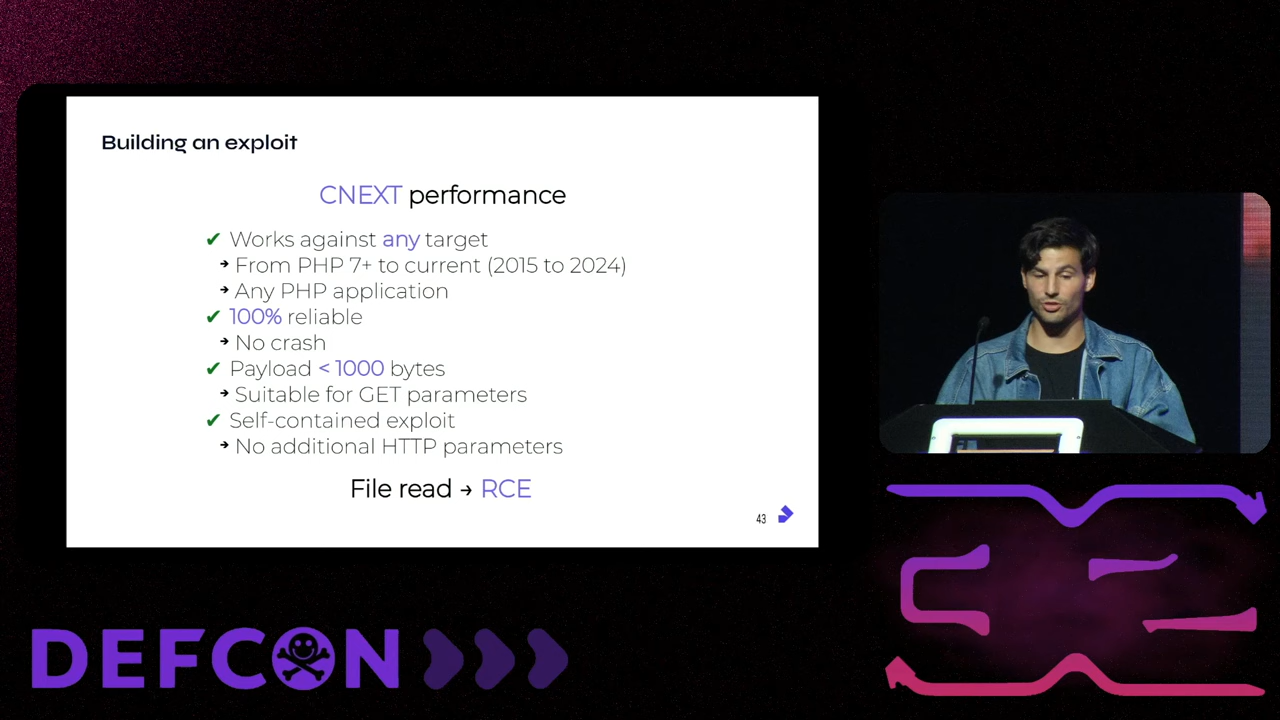 Building an exploit
CNEXT performance
✔ Works against any target
→ From PHP 7+ to current (2015 to 2024)
→ Any PHP application
✔ 100% reliable
→ No crash
✔ Payload < 1000 bytes
→ Suitable for GET parameters
✔ Self-contained exploit
→ No additional HTTP parameters
File read → RCE
43
DEFCON